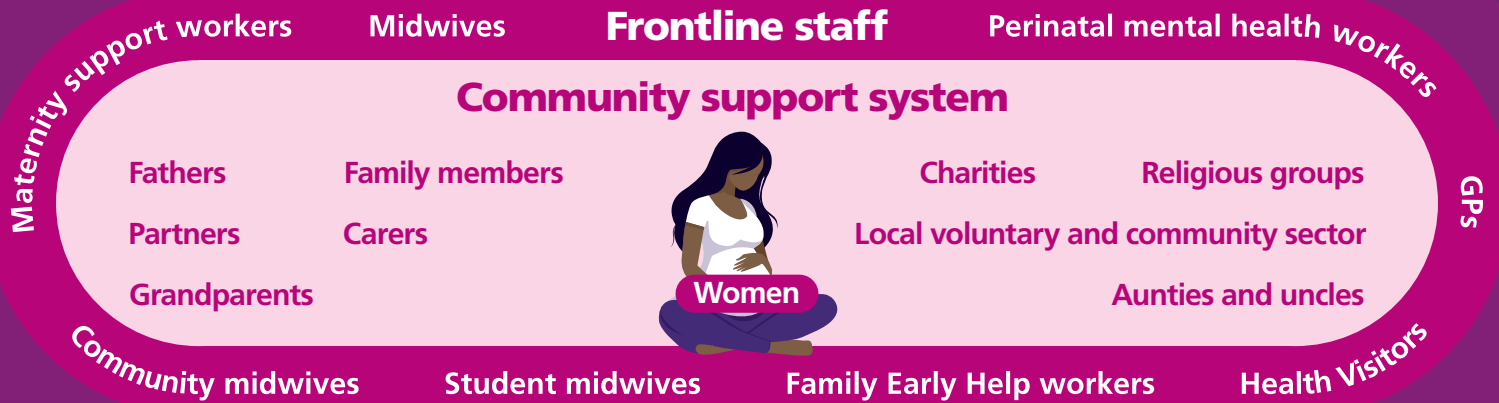 Frontline staff
Maternity support workers
Midwives
Perinatal mental health workers
GPs
Community support system
Fathers
Family members
Partners
Carers
Grandparents
Charities
Religious groups
Local voluntary and community sector
Aunties and uncles
Women
Community midwives
Student midwives
Family Early Help workers
Health Visitors